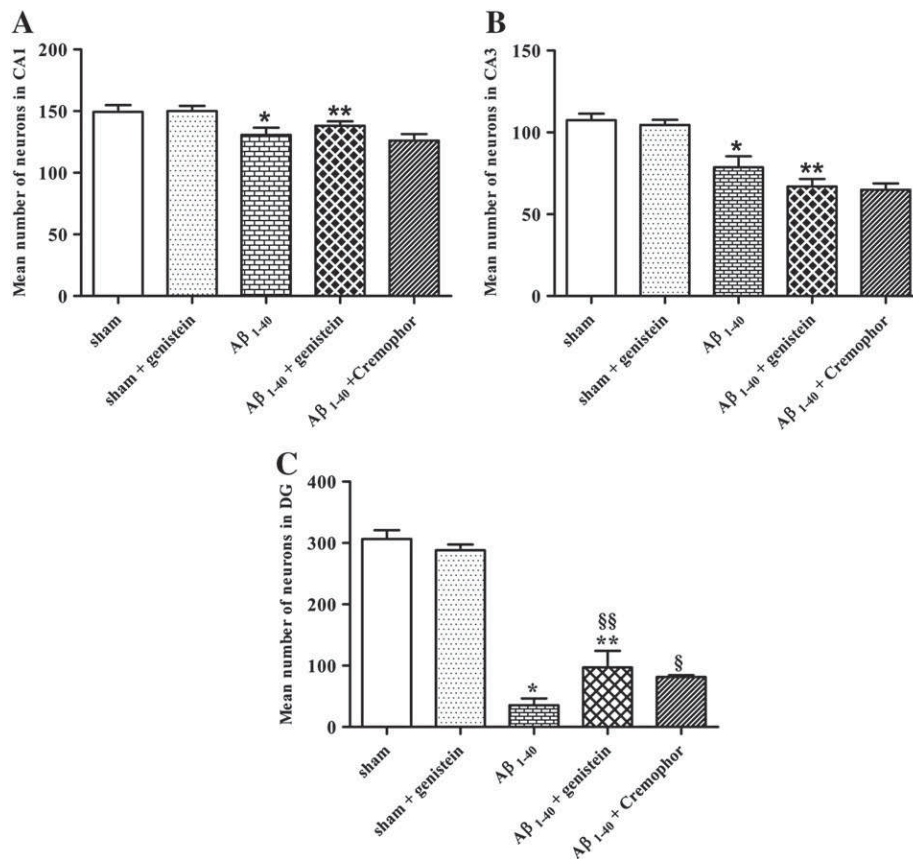 A
Mean number of neurons in CA1
200
150
100
50
0
*
**
sham
sham + genistein
Aβ 1-40
Aβ 1-40 + genistein
Aβ 1-40 +Cremophor
B
Mean number of neurons in CA3
150
100
50
0
*
**
sham
sham + genistein
Aβ 1-40
Aβ 1-40 + genistein
Aβ 1-40 + Cremophor
C
Mean number of neurons in DG
400
300
200
100
0
*
§§
**
§
sham
sham + genistein
Aβ 1-40
Aβ 1-40 + genistein
Aβ 1-40 + Cremophor